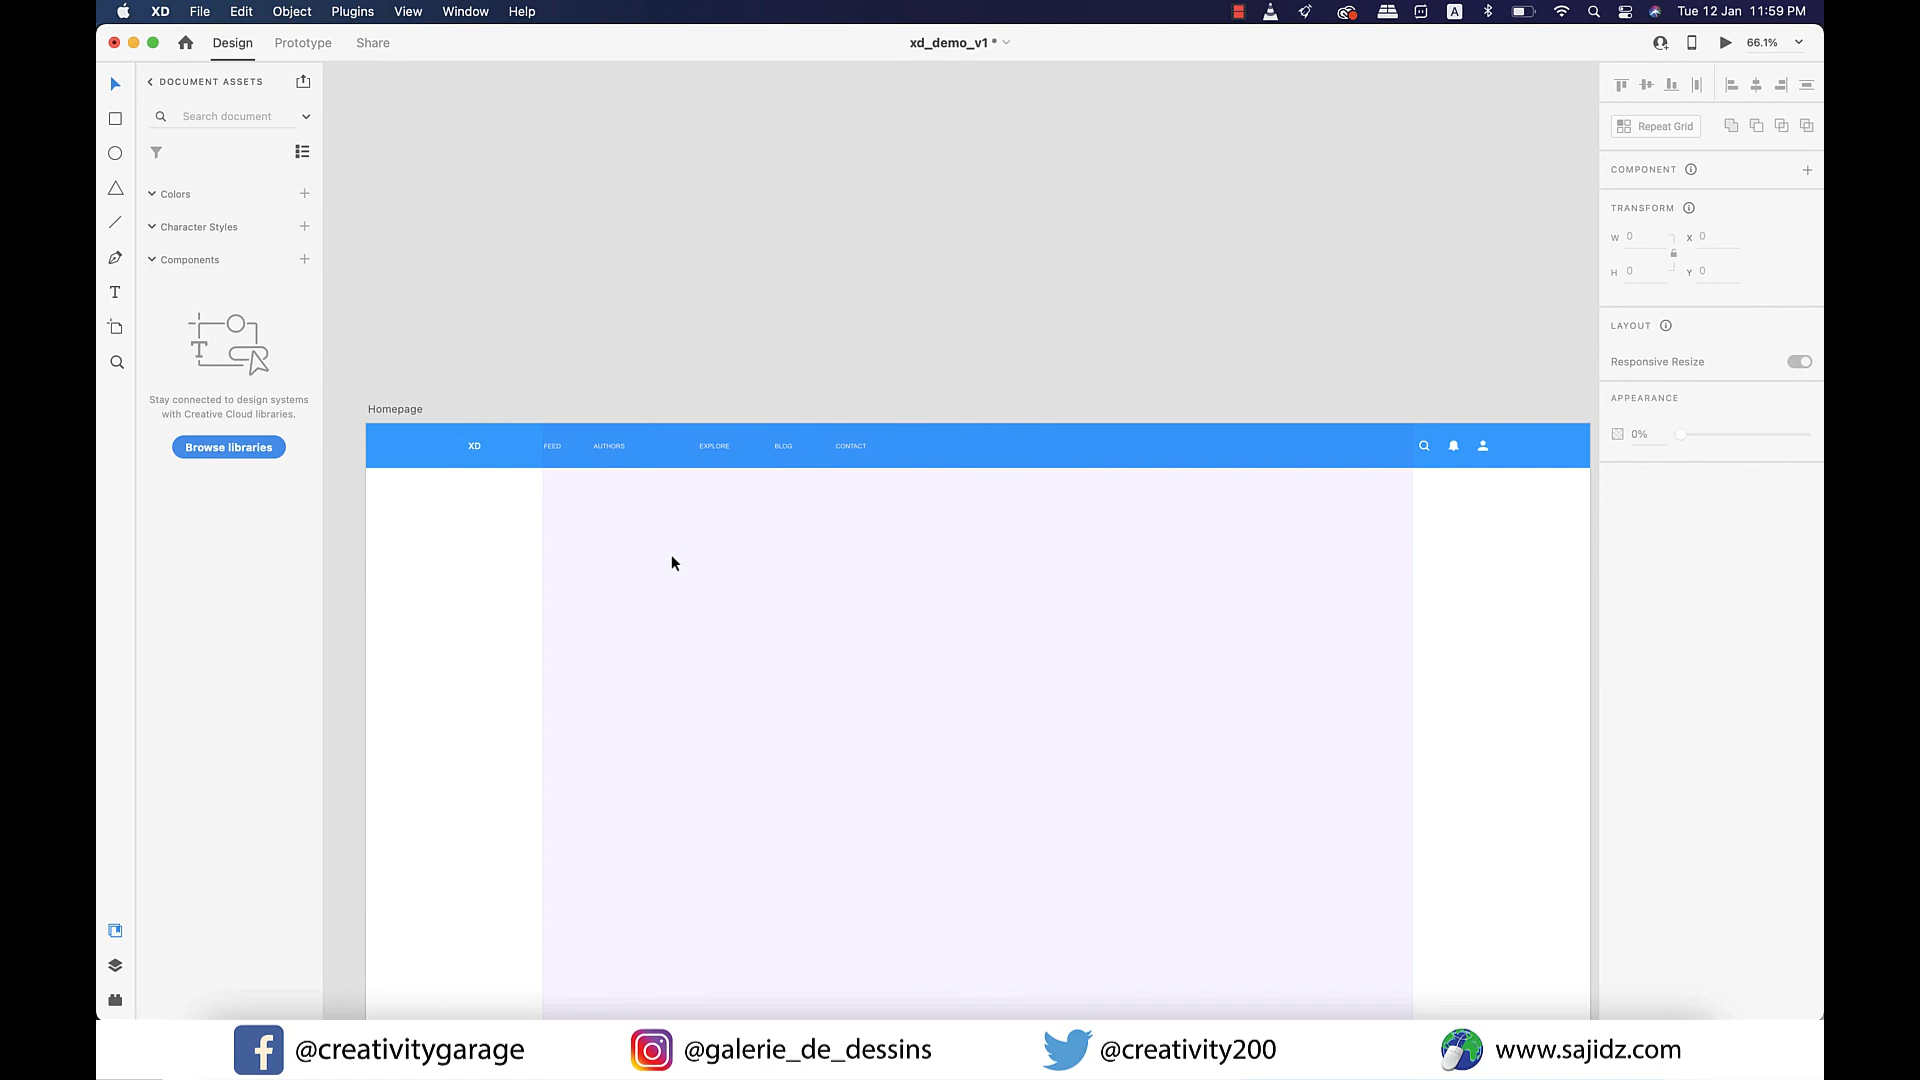 XD File Edit Object Plugins View Window Help A Tue 12 Jan 11:59 PM
Design Prototype Share xd_demo_v1 * 66.1%
DOCUMENT ASSETS
Search document
Repeat Grid
COMPONENT
Colors
TRANSFORM
Character Styles
W 0 X 0
Components
H 0 Y 0
T
LAYOUT
Responsive Resize
Stay connected to design systems
with Creative Cloud libraries.
APPEARANCE
Homepage
0%
Browse libraries
XD FEED AUTHORS EXPLORE BLOG CONTACT
@creativitygarage @galerie_de_dessins @creativity200 www.sajidz.com